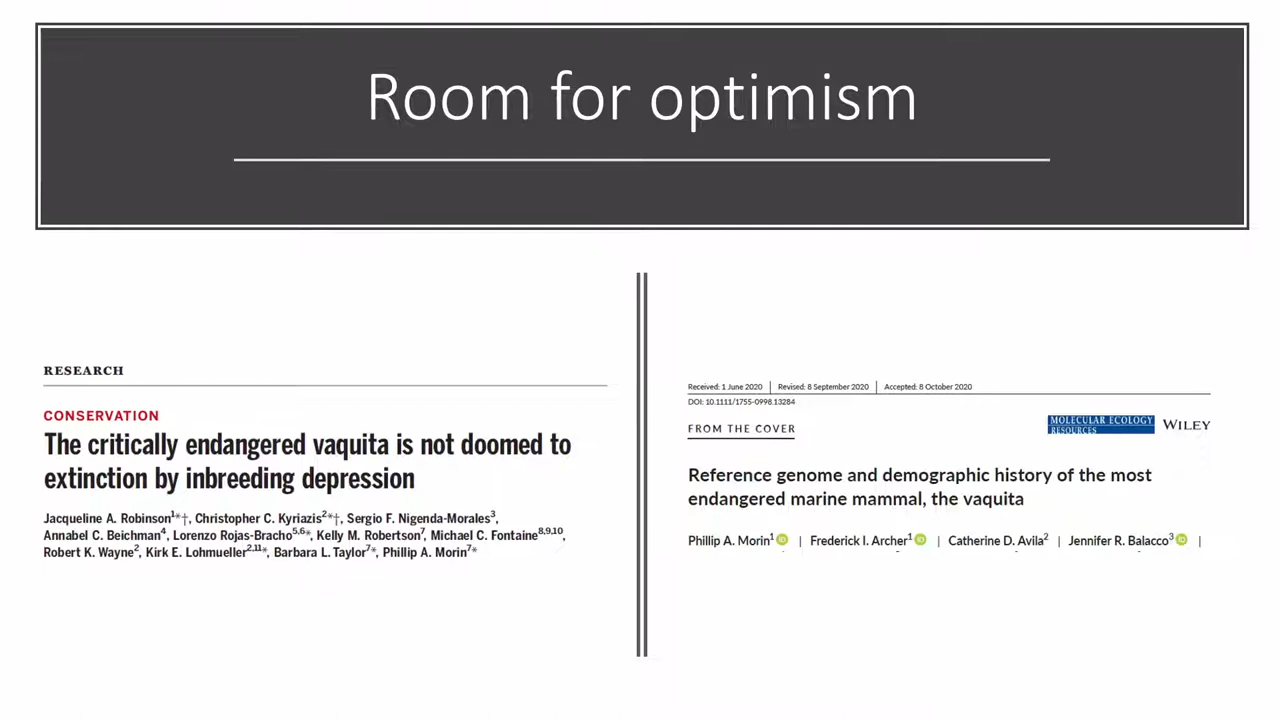 Room for optimism
RESEARCH
CONSERVATION
The critically endangered vaquita is not doomed to
extinction by inbreeding depression
Jacqueline A. Robinson1*†, Christopher C. Kyriazis2*†, Sergio F. Nigenda-Morales3,
Annabel C. Beichman4, Lorenzo Rojas-Bracho5,6*, Kelly M. Robertson7, Michael C. Fontaine8,9,10,
Robert K. Wayne2, Kirk E. Lohmueller2,11*, Barbara L. Taylor7*, Phillip A. Morin7*
Received: 1 June 2020 | Revised: 8 September 2020 | Accepted: 8 October 2020
DOI: 10.1111/1755-0998.13284
FROM THE COVER
MOLECULAR ECOLOGY
RESOURCES
WILEY
Reference genome and demographic history of the most
endangered marine mammal, the vaquita
Phillip A. Morin1 iD | Frederick I. Archer1 iD | Catherine D. Avila2 | Jennifer R. Balacco3 iD |